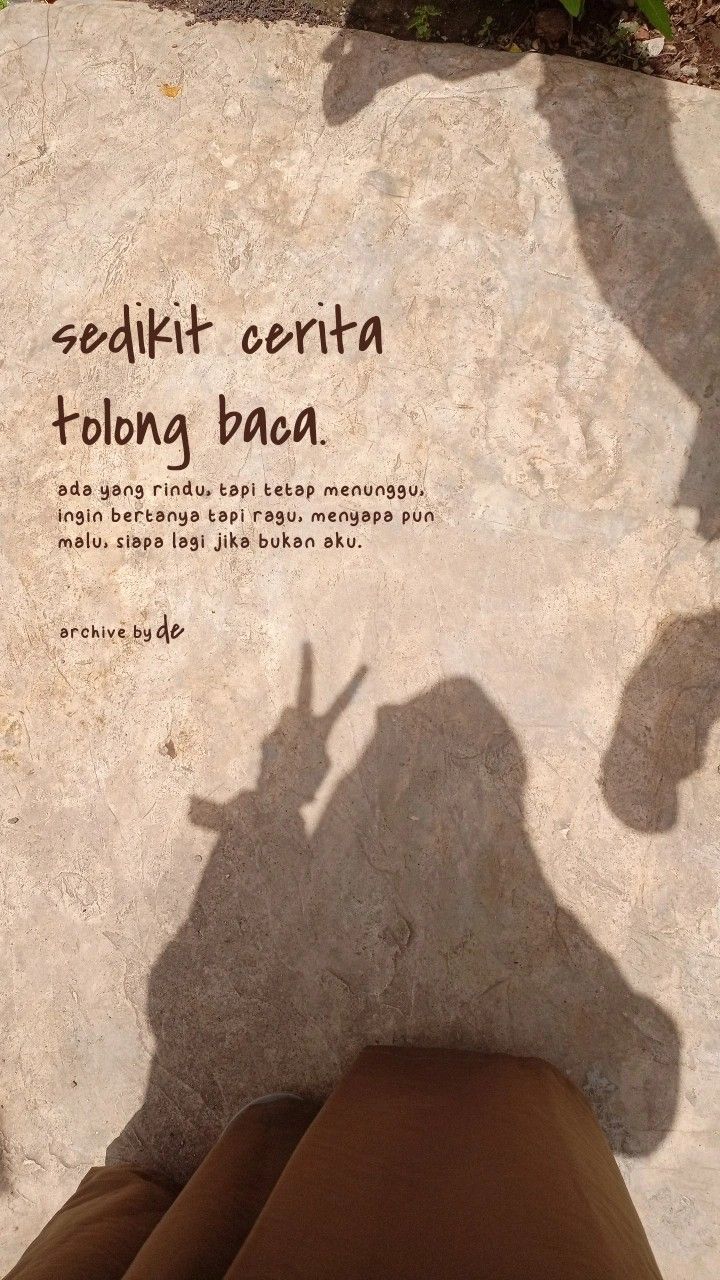 sedikit cerita
tolong baca.
ada yang rindu, tapi tetap menunggu,
ingin bertanya tapi ragu, menyapa pun
malu, siapa lagi jika bukan aku.
archive by de